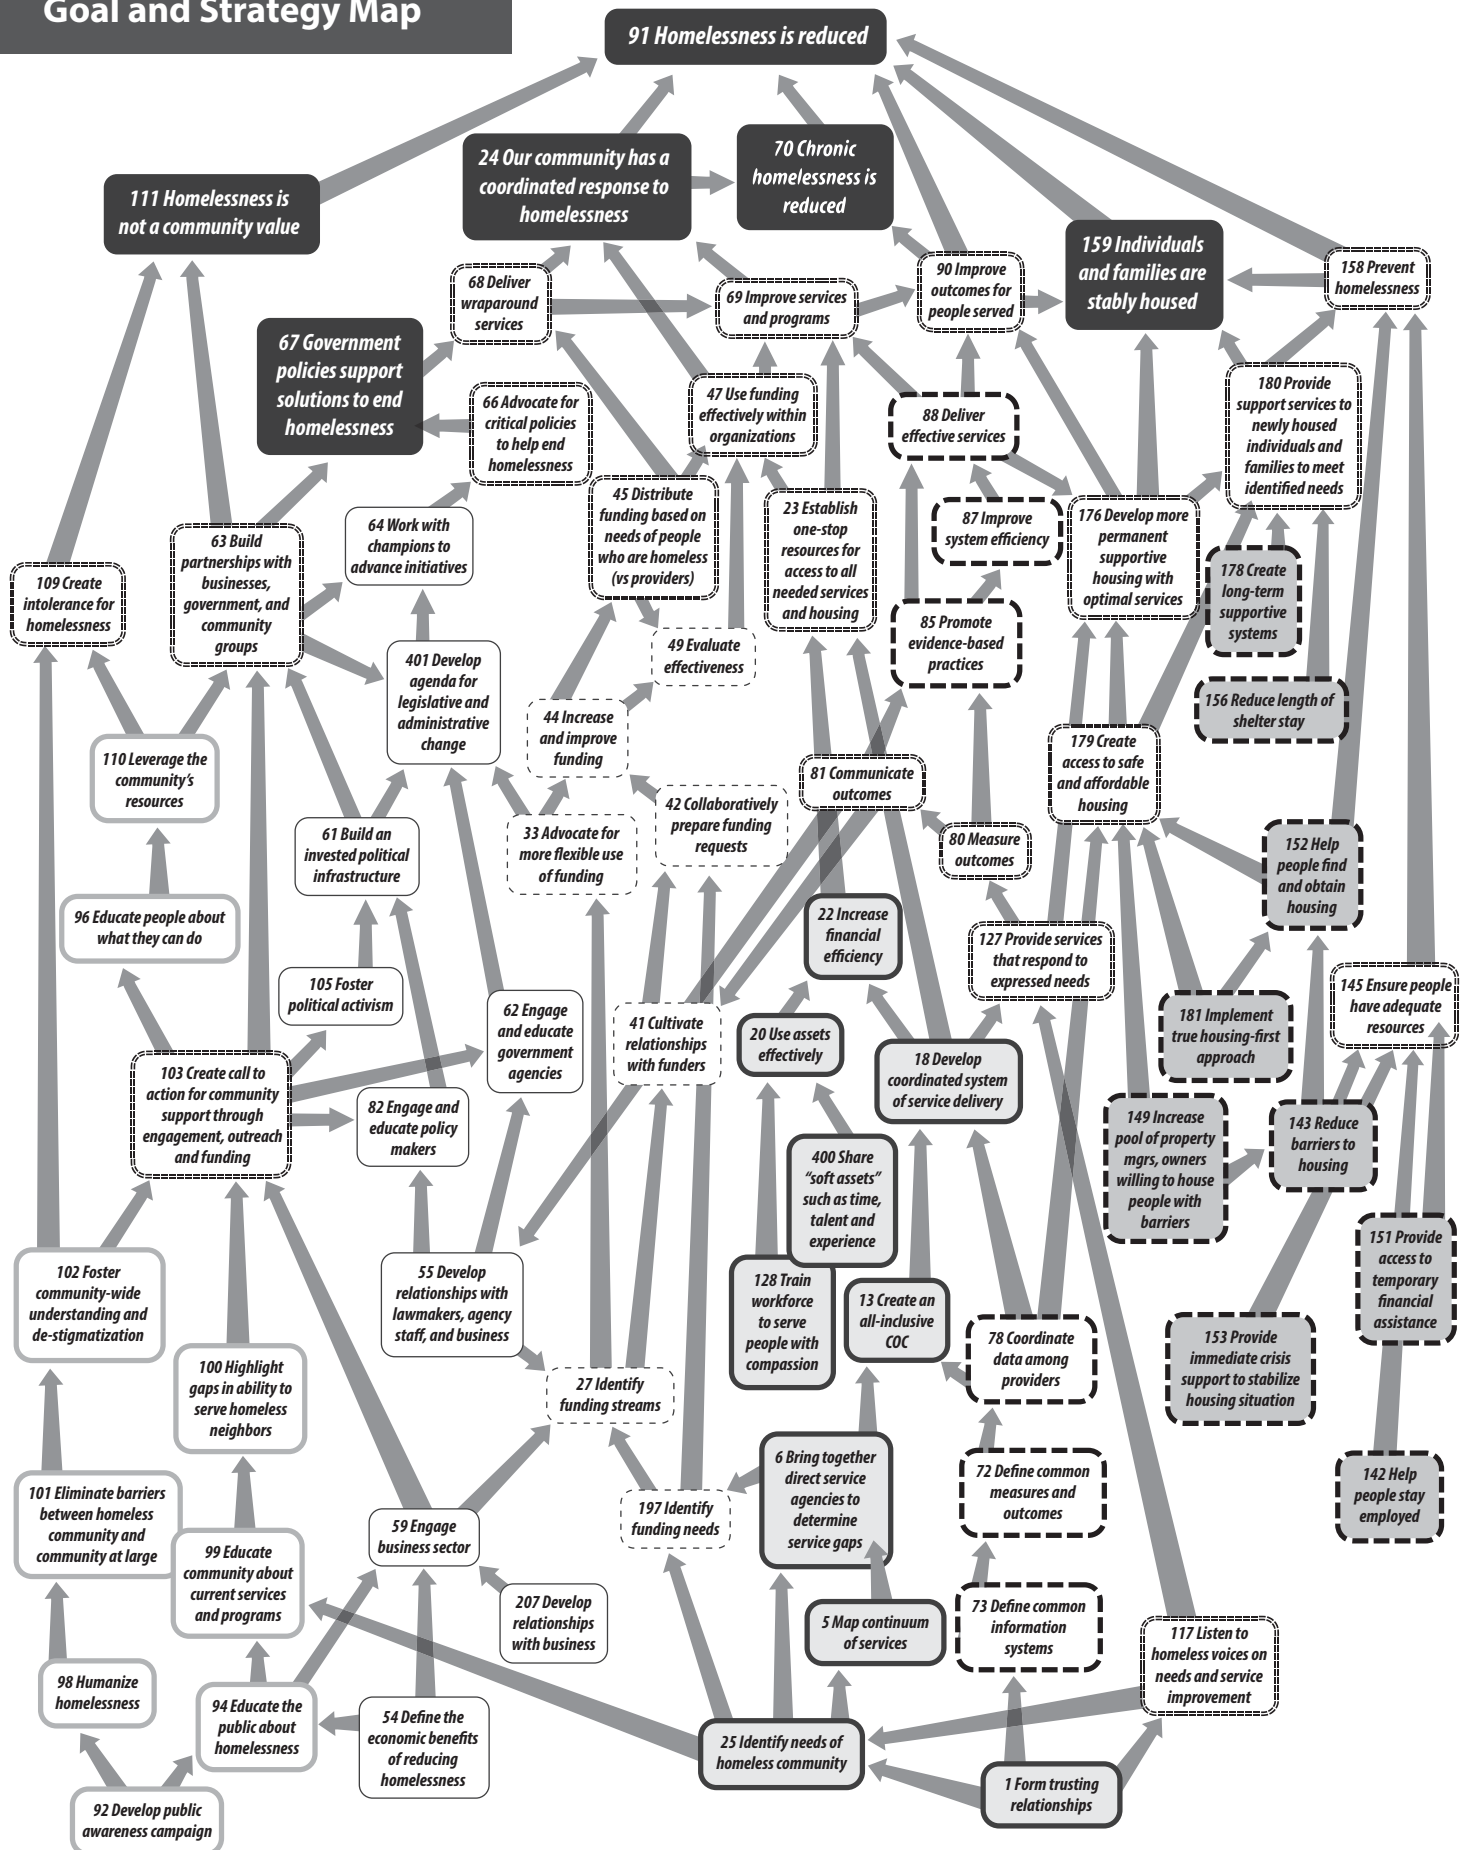 Goal and Strategy Map
91 Homelessness is reduced
24 Our community has a
coordinated response to
homelessness
70 Chronic
homelessness is
reduced
111 Homelessness is
not a community value
159 Individuals
and families are
stably housed
158 Prevent
homelessness
68 Deliver
wraparound
services
69 Improve services
and programs
90 Improve
outcomes for
people served
67 Government
policies support
solutions to end
homelessness
66 Advocate for
critical policies
to help end
homelessness
47 Use funding
effectively within
organizations
88 Deliver
effective services
180 Provide
support services to
newly housed
individuals and
families to meet
identified needs
45 Distribute
funding based on
needs of people
who are homeless
(vs providers)
23 Establish
one-stop
resources for
access to all
needed services
and housing
87 Improve
system efficiency
176 Develop more
permanent
supportive
housing with
optimal services
64 Work with
champions to
advance initiatives
63 Build
partnerships with
businesses,
government, and
community
groups
109 Create
intolerance for
homelessness
178 Create
long-term
supportive
systems
85 Promote
evidence-based
practices
49 Evaluate
effectiveness
401 Develop
agenda for
legislative and
administrative
change
156 Reduce length of
shelter stay
44 Increase
and improve
funding
179 Create
access to safe
and affordable
housing
110 Leverage the
community's
resources
81 Communicate
outcomes
42 Collaboratively
prepare funding
requests
33 Advocate for
more flexible use
of funding
61 Build an
invested political
infrastructure
80 Measure
outcomes
152 Help
people find
and obtain
housing
96 Educate people about
what they can do
22 Increase
financial
efficiency
127 Provide services
that respond to
expressed needs
105 Foster
political activism
62 Engage
and educate
government
agencies
41 Cultivate
relationships
with funders
20 Use assets
effectively
18 Develop
coordinated system
of service delivery
181 Implement
true housing-first
approach
145 Ensure people
have adequate
resources
103 Create call to
action for community
support through
engagement, outreach
and funding
82 Engage and
educate policy
makers
400 Share
"soft assets"
such as time,
talent and
experience
149 Increase
pool of property
mgrs, owners
willing to house
people with
barriers
143 Reduce
barriers to
housing
102 Foster
community-wide
understanding and
de-stigmatization
55 Develop
relationships with
lawmakers, agency
staff, and business
128 Train
workforce
to serve
people with
compassion
13 Create an
all-inclusive
COC
78 Coordinate
data among
providers
153 Provide
immediate crisis
support to stabilize
housing situation
151 Provide
access to
temporary
financial
assistance
100 Highlight
gaps in ability to
serve homeless
neighbors
27 Identify
funding streams
6 Bring together
direct service
agencies to
determine
service gaps
72 Define common
measures and
outcomes
142 Help
people stay
employed
101 Eliminate barriers
between homeless
community and
community at large
197 Identify
funding needs
59 Engage
business sector
99 Educate
community about
current services
and programs
207 Develop
relationships
with business
5 Map continuum
of services
73 Define common
information
systems
117 Listen to
homeless voices on
needs and service
improvement
98 Humanize
homelessness
94 Educate the
public about
homelessness
54 Define the
economic benefits
of reducing
homelessness
25 Identify needs of
homeless community
1 Form trusting
relationships
92 Develop public
awareness campaign